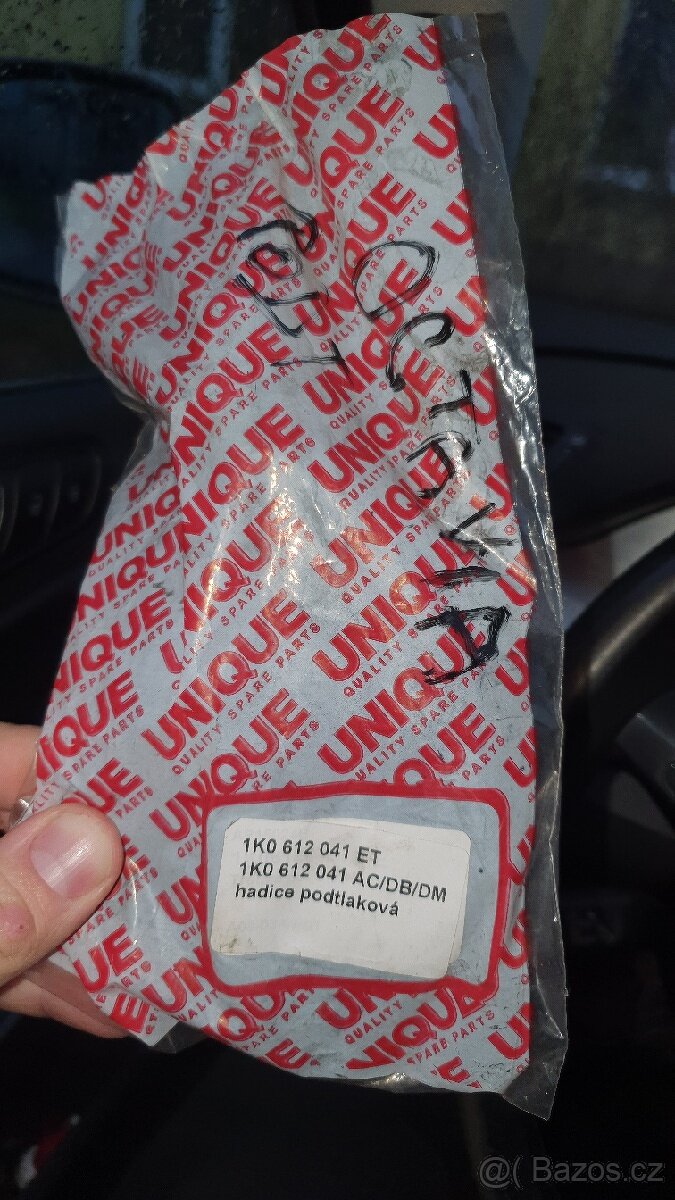 UNIQUE
QUALITY SPARE PARTS
OCTAVIA
1K0 612 041 ET
1K0 612 041 AC/DB/DM
hadice podtlaková
@( Bazos.cz